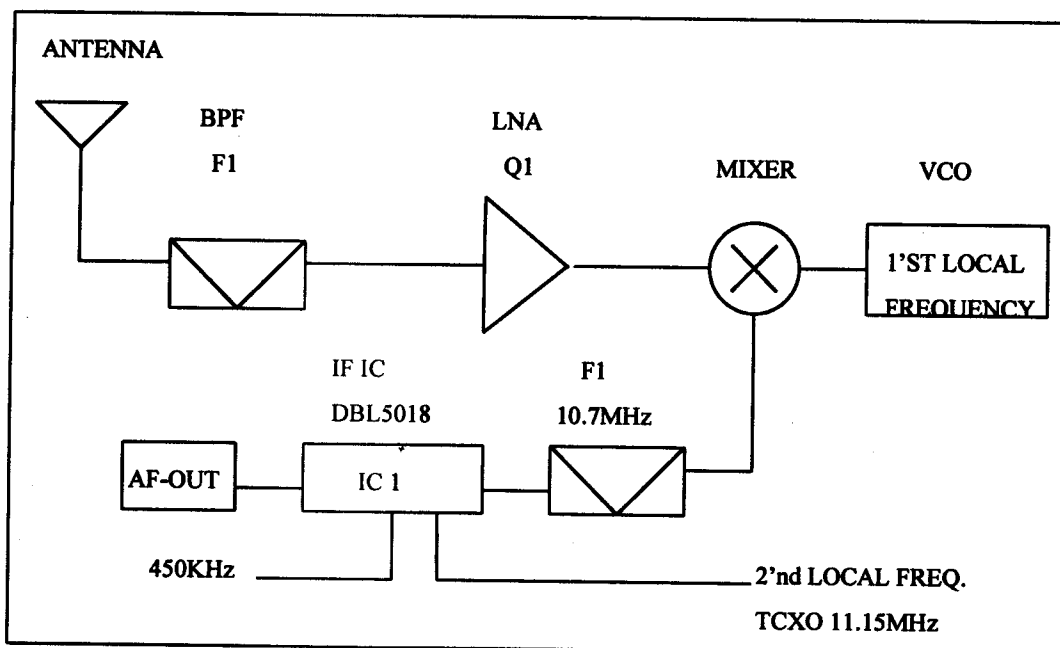 ANTENNA
BPF
F1
LNA
Q1
MIXER
VCO
1'ST LOCAL
FREQUENCY
IF IC
DBL5018
F1
10.7MHz
AF-OUT
IC 1
450KHz
2'nd LOCAL FREQ.
TCXO 11.15MHz